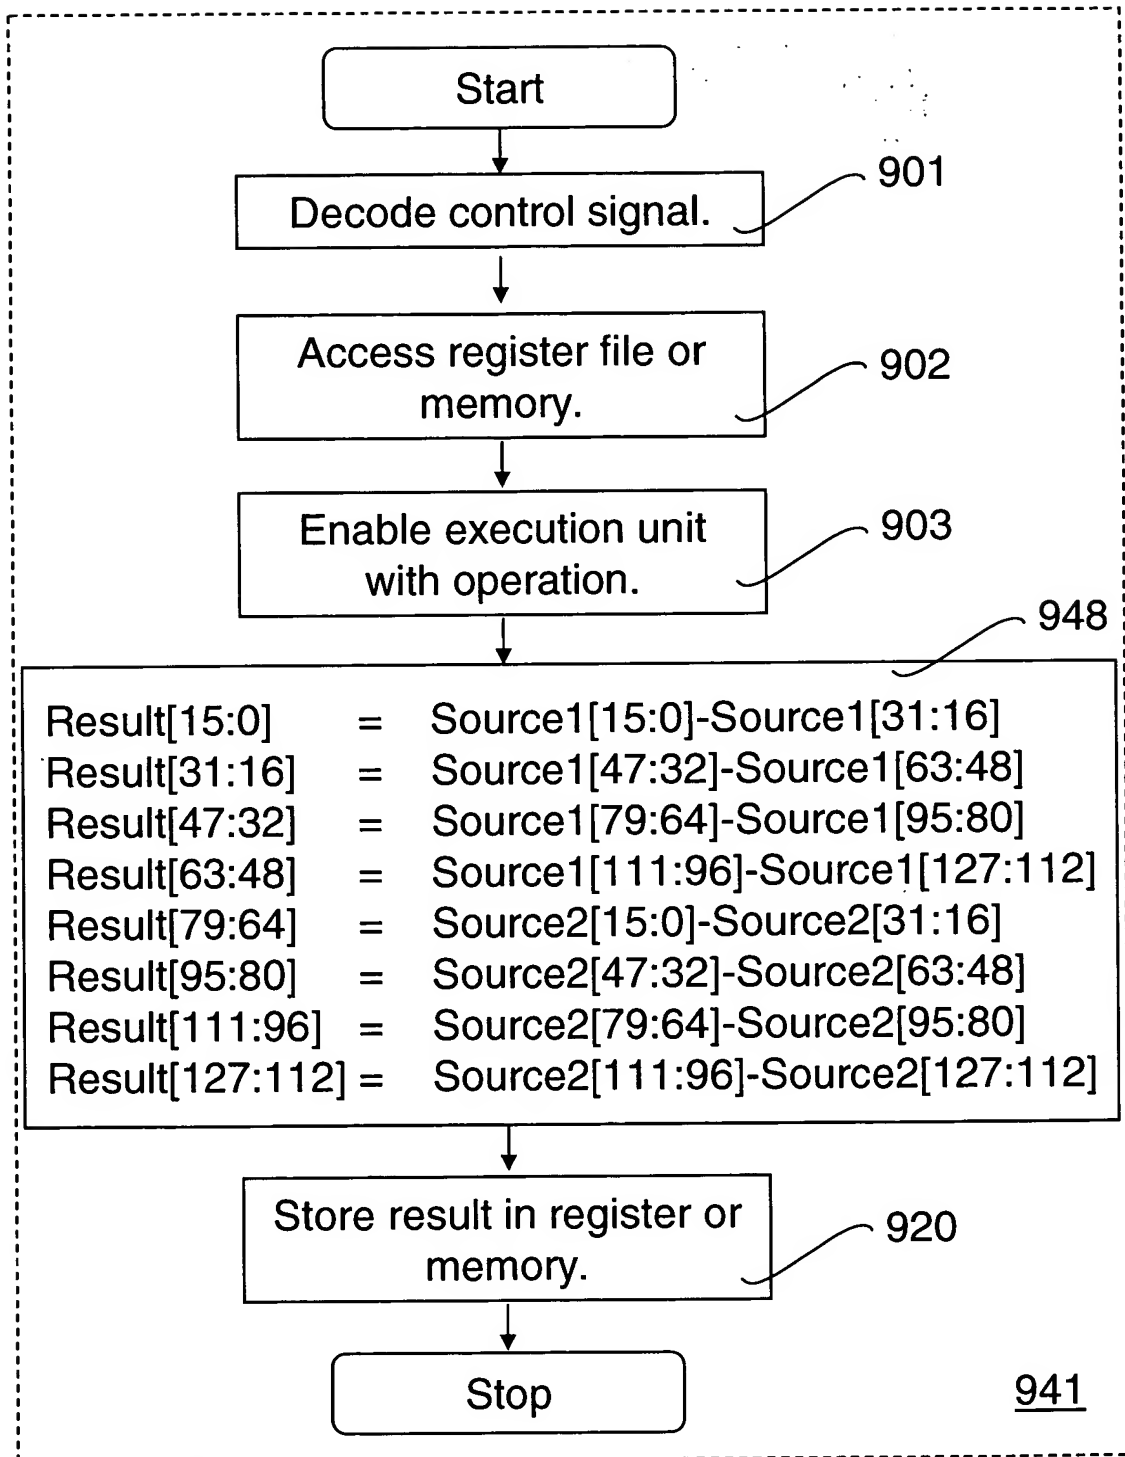 Start
901
Decode control signal.
Access register file or
902
memory.
903
Enable execution unit
with operation.
948
Result[15:0] = Source1[15:0]-Source1[31:16]
Result[31:16] = Source1[47:32]-Source1[63:48]
Result[47:32] = Source1[79:64]-Source1[95:80]
Result[63:48] = Source1[111:96]-Source1[127:112]
Result[79:64] = Source2[15:0]-Source2[31:16]
Result[95:80] = Source2[47:32]-Source2[63:48]
Result[111:96] = Source2[79:64]-Source2[95:80]
Result[127:112] = Source2[111:96]-Source2[127:112]
Store result in register or
920
memory.
Stop
941